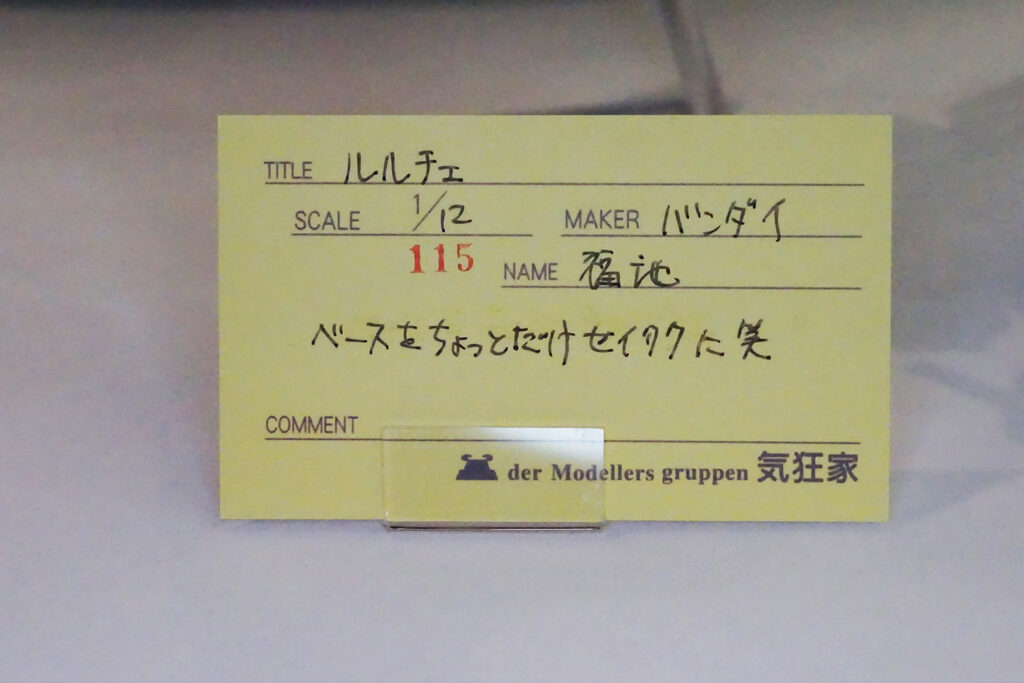 TITLE ルルチェ
SCALE 1/12 MAKER バンダイ
115
NAME 福池
ベースをちょっとだけセイタクに笑
COMMENT
der Modellers gruppen 気狂家